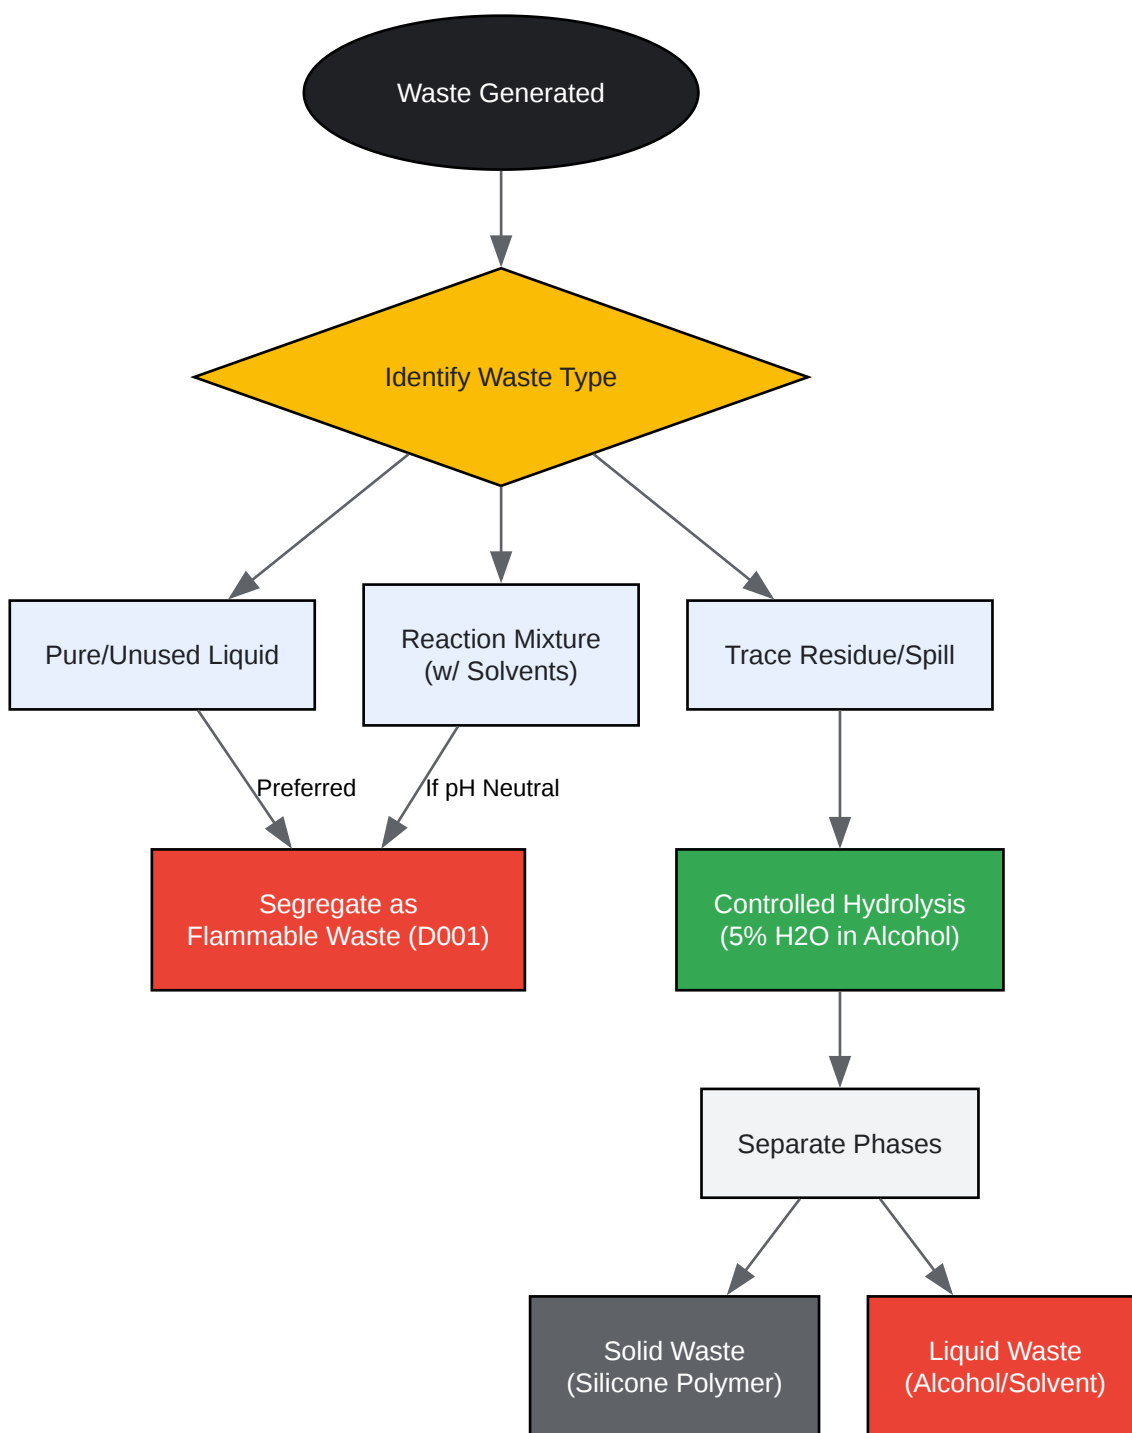 Waste Generated
Identify Waste Type
Pure/Unused Liquid
Reaction Mixture
(w/ Solvents)
Trace Residue/Spill
Preferred
If pH Neutral
Segregate as
Flammable Waste (D001)
Controlled Hydrolysis
(5% H2O in Alcohol)
Separate Phases
Solid Waste
(Silicone Polymer)
Liquid Waste
(Alcohol/Solvent)